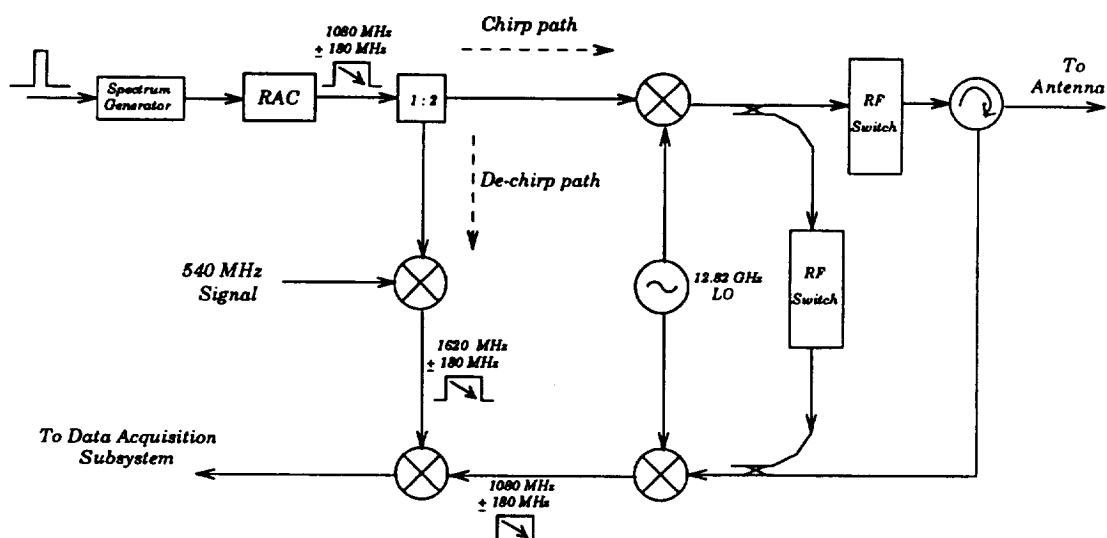 1080 MHz
± 180 MHz
Chirp path
Spectrum
Generator
RAC
1 : 2
RF
Switch
To
Antenna
De-chirp path
540 MHz
Signal
12.82 GHz
LO
RF
Switch
1620 MHz
± 180 MHz
To Data Acquisition
Subsystem
1080 MHz
± 180 MHz